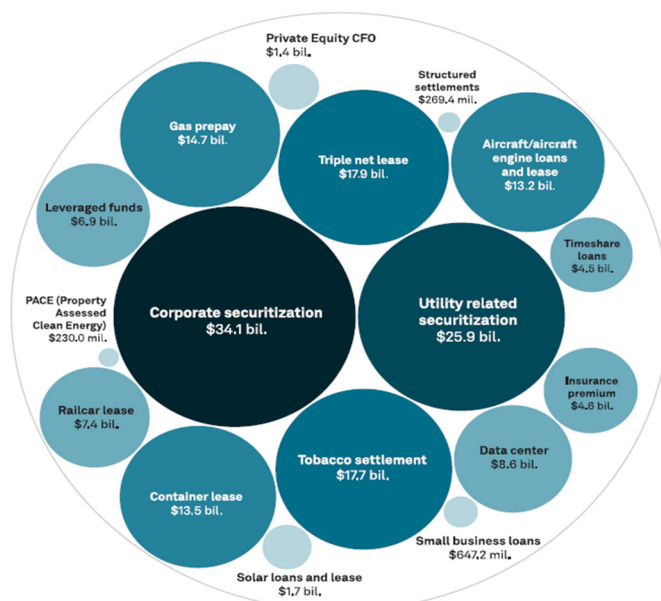 Private Equity CFO
$1.4 bil.
Structured
settlements
$269.4 mil.
Gas prepay
$14.7 bil.
Triple net lease
$17.9 bil.
Aircraft/aircraft
engine loans
and lease
$13.2 bil.
Leveraged funds
$6.9 bil.
Timeshare
loans
$4.5 bil.
PACE (Property
Assessed
Clean Energy)
$230.0 mil.
Corporate securitization
$34.1 bil.
Utility related
securitization
$25.9 bil.
Insurance
premium
$4.6 bil.
Railcar lease
$7.4 bil.
Tobacco settlement
$17.7 bil.
Data center
$8.6 bil.
Container lease
$13.5 bil.
Small business loans
$647.2 mil.
Solar loans and lease
$1.7 bil.